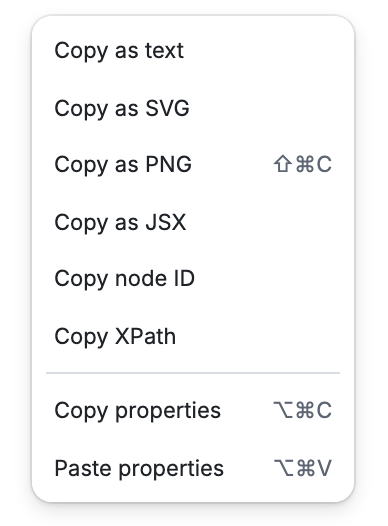 Copy as text
Copy as SVG
Copy as PNG ⇧⌘C
Copy as JSX
Copy node ID
Copy XPath
Copy properties ⌥⌘C
Paste properties ⌥⌘V